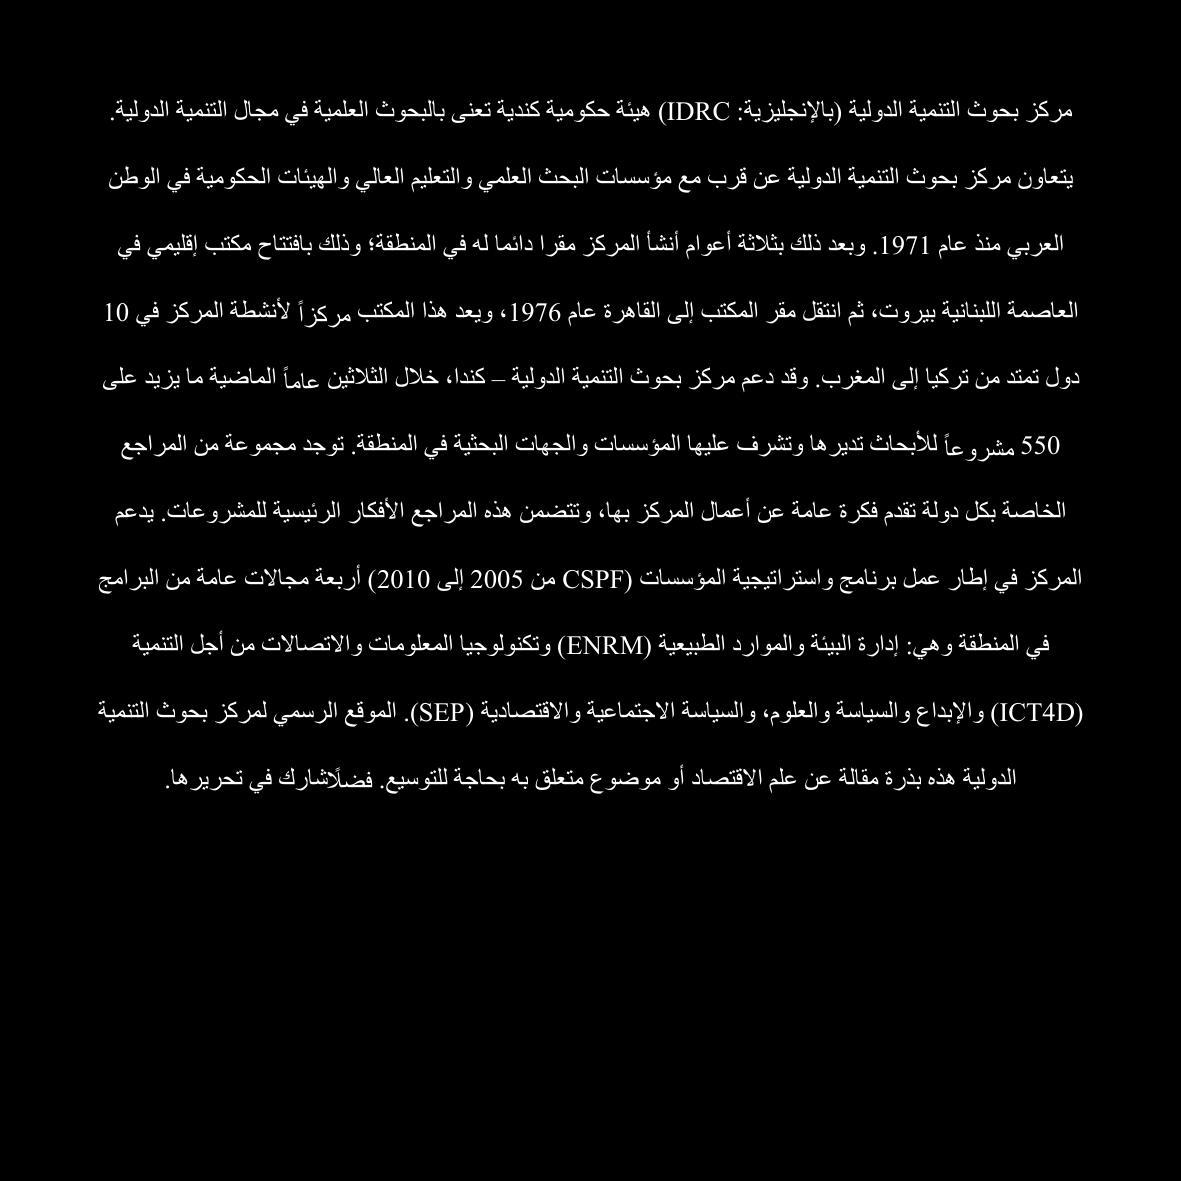 مركز بحوث التنمية الدولية (بالإنجليزية: IDRC) هيئة حكومية كندية تعنى بالبحوث العلمية في مجال التنمية الدولية.
يتعاون مركز بحوث التنمية الدولية عن قرب مع مؤسسات البحث العلمي والتعليم العالي والهيئات الحكومية في الوطن
العربي منذ عام 1971. وبعد ذلك بثلاثة أعوام أنشأ المركز مقرا دائما له في المنطقة؛ وذلك بافتتاح مكتب إقليمي في
العاصمة اللبنانية بيروت، ثم انتقل مقر المكتب إلى القاهرة عام 1976، ويعد هذا المكتب مركزاً لأنشطة المركز في 10
دول تمتد من تركيا إلى المغرب. وقد دعم مركز بحوث التنمية الدولية – كندا، خلال الثلاثين عاماً الماضية ما يزيد على
550 مشروعاً للأبحاث تديرها وتشرف عليها المؤسسات والجهات البحثية في المنطقة. توجد مجموعة من المراجع
الخاصة بكل دولة تقدم فكرة عامة عن أعمال المركز بها، وتتضمن هذه المراجع الأفكار الرئيسية للمشروعات. يدعم
المركز في إطار عمل برنامج واستراتيجية المؤسسات (CSPF من 2005 إلى 2010) أربعة مجالات عامة من البرامج
في المنطقة وهي: إدارة البيئة والموارد الطبيعية (ENRM) وتكنولوجيا المعلومات والاتصالات من أجل التنمية
(ICT4D) والإبداع والسياسة والعلوم، والسياسة الاجتماعية والاقتصادية (SEP). الموقع الرسمي لمركز بحوث التنمية
الدولية هذه بذرة مقالة عن علم الاقتصاد أو موضوع متعلق به بحاجة للتوسيع. فضلًاشارك في تحريرها.